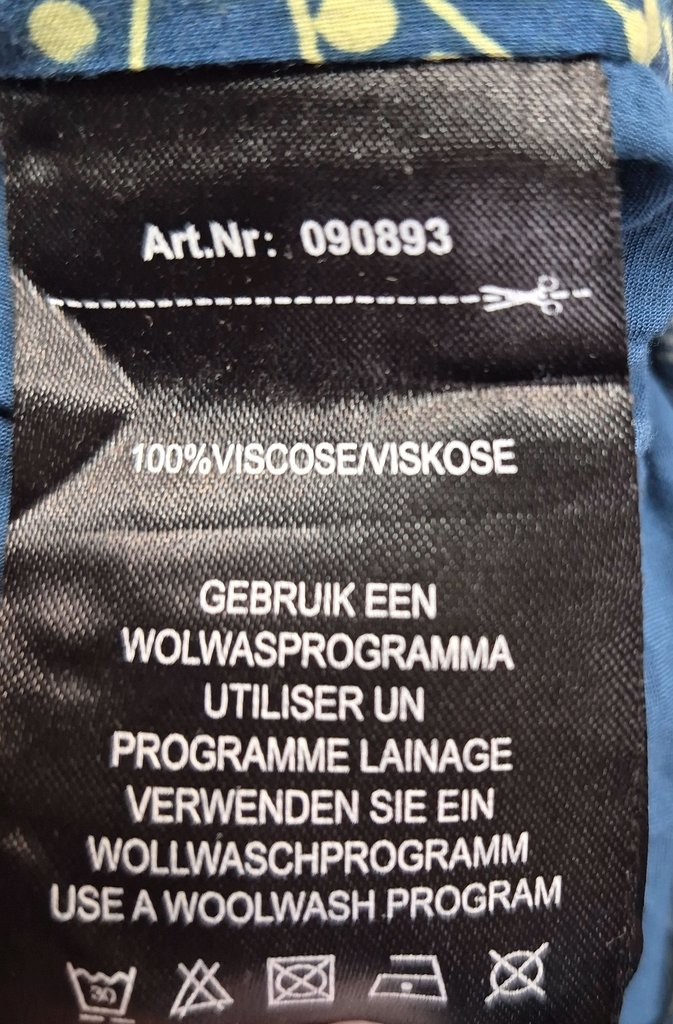 Art.Nr: 090893
100%VISCOSE/VISKOSE
GEBRUIK EEN
WOLWASPROGRAMMA
UTILISER UN
PROGRAMME LAINAGE
VERWENDEN SIE EIN
WOLLWASCHPROGRAMM
USE A WOOLWASH PROGRAM
30